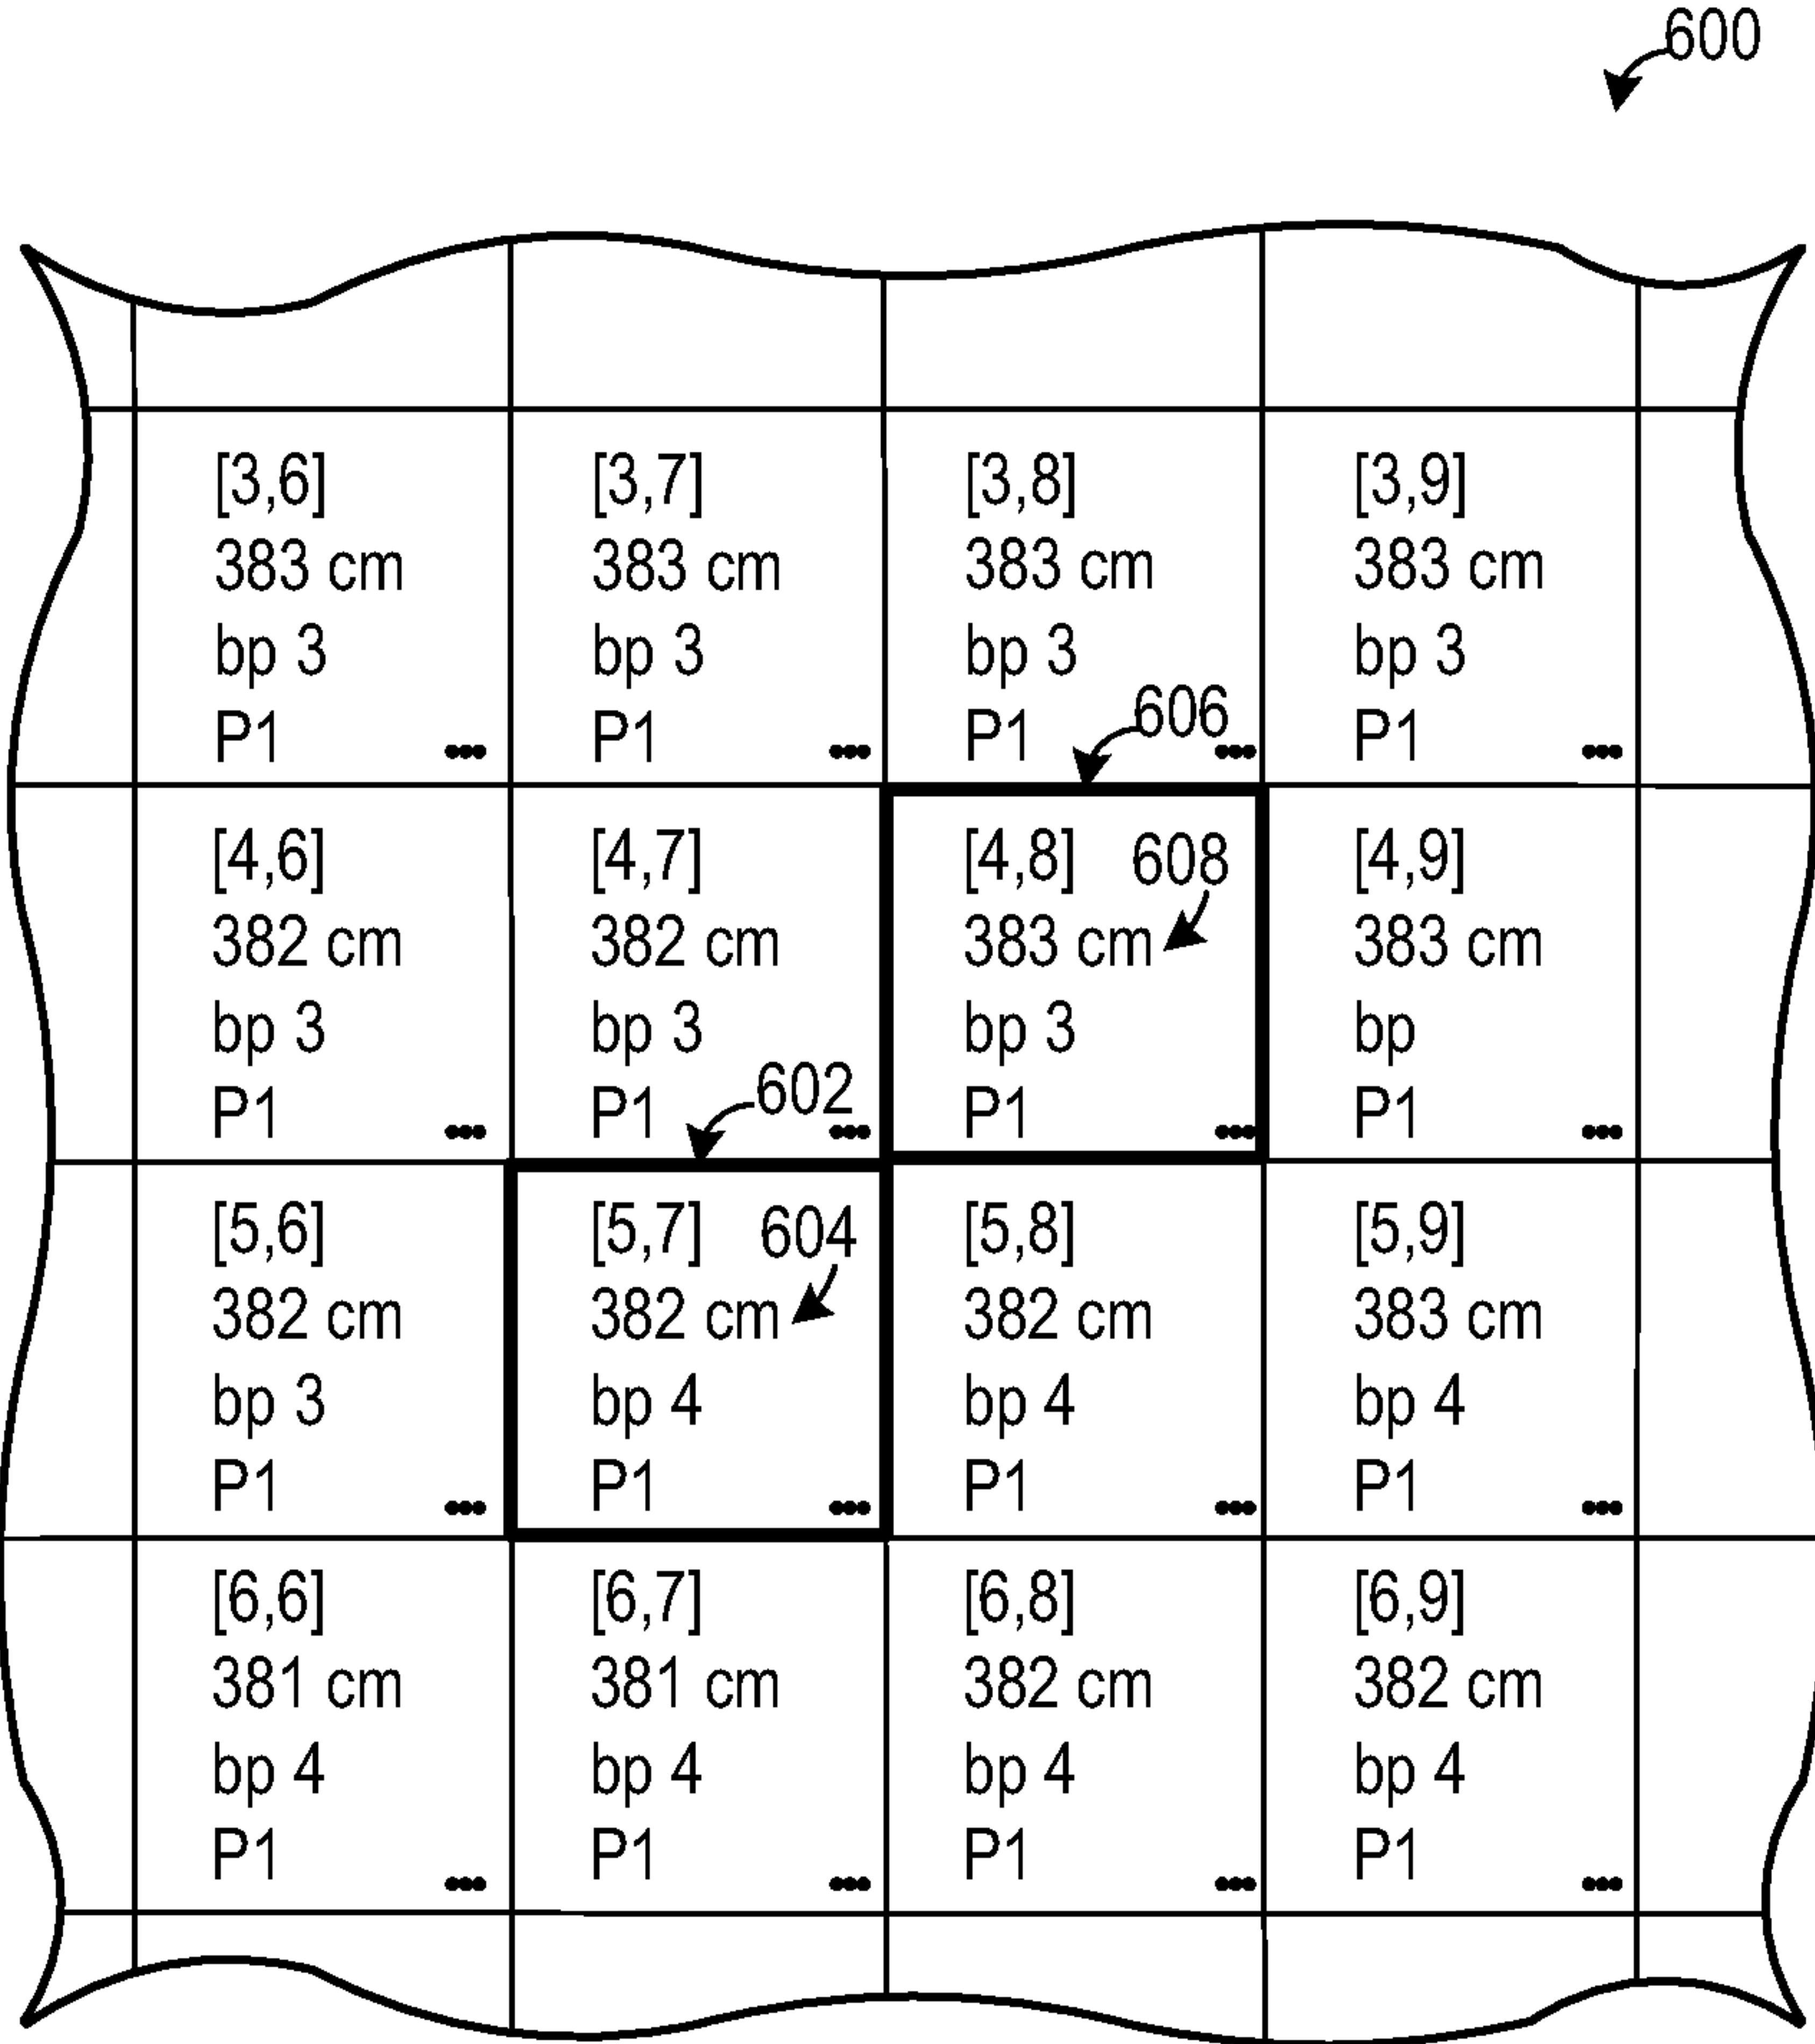 600
[3,6] [3,7] [3,8] [3,9]
383 cm 383 cm 383 cm 383 cm
bp 3 bp 3 bp 3 bp 3
606
P1 P1 P1 P1
[4,6] [4,7] [4,8] 608 [4,9]
382 cm 382 cm 383 cm 383 cm
bp 3 bp 3 bp 3 bp
602
P1 P1 P1 P1
[5,6] [5,7] 604 [5,8] [5,9]
382 cm 382 cm 382 cm 383 cm
bp 3 bp 4 bp 4 bp 4
P1 P1 P1 P1
[6,6] [6,7] [6,8] [6,9]
381 cm 381 cm 382 cm 382 cm
bp 4 bp 4 bp 4 bp 4
P1 P1 P1 P1